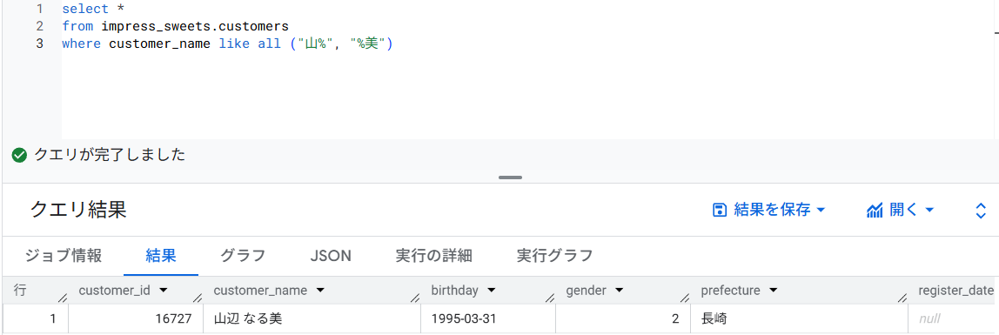 1 select *
2 from impress_sweets.customers
3 where customer_name like all ("山%", "%美")
クエリが完了しました
クエリ結果 結果を保存 開く
ジョブ情報 結果 グラフ JSON 実行の詳細 実行グラフ
行 customer_id customer_name birthday gender prefecture register_date
1 16727 山辺 なる美 1995-03-31 2 長崎 null